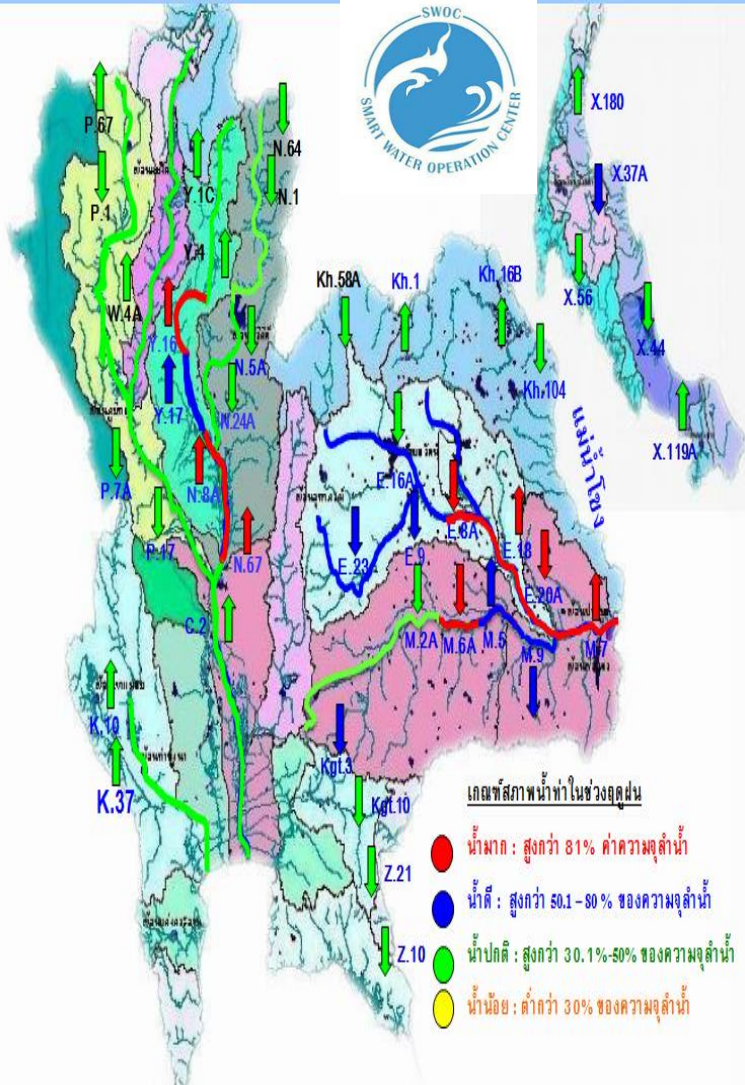 SWOC
SMART WATER OPERATION CENTER
X.180
X.37A
X.56
X.44
X.119A
P.67
N.64
Y.1C
N.1
P.1
Y.4
W.4A
Kh.58A
Kh.1
Kh.16B
Y.16
N.5A
Kh.104
แม่น้ำโขง
Y.17
N.24A
P.7A
N.8A
E.16A
P.17
N.67
E.23
E.9
E.8A
E.18
E.20A
C.2
M.2A
M.6A
M.5
M.9
M.7
K.10
K.37
Kgt.3
Kgt.10
Z.21
Z.10
เกณฑ์สภาพน้ำท่าในช่วงฤดูฝน
น้ำมาก : สูงกว่า 81% ค่าความจุลำน้ำ
น้ำดี : สูงกว่า 50.1 - 80 % ของความจุลำน้ำ
น้ำปกติ : สูงกว่า 30.1%-50% ของความจุลำน้ำ
น้ำน้อย : ต่ำกว่า 30% ของความจุลำน้ำ